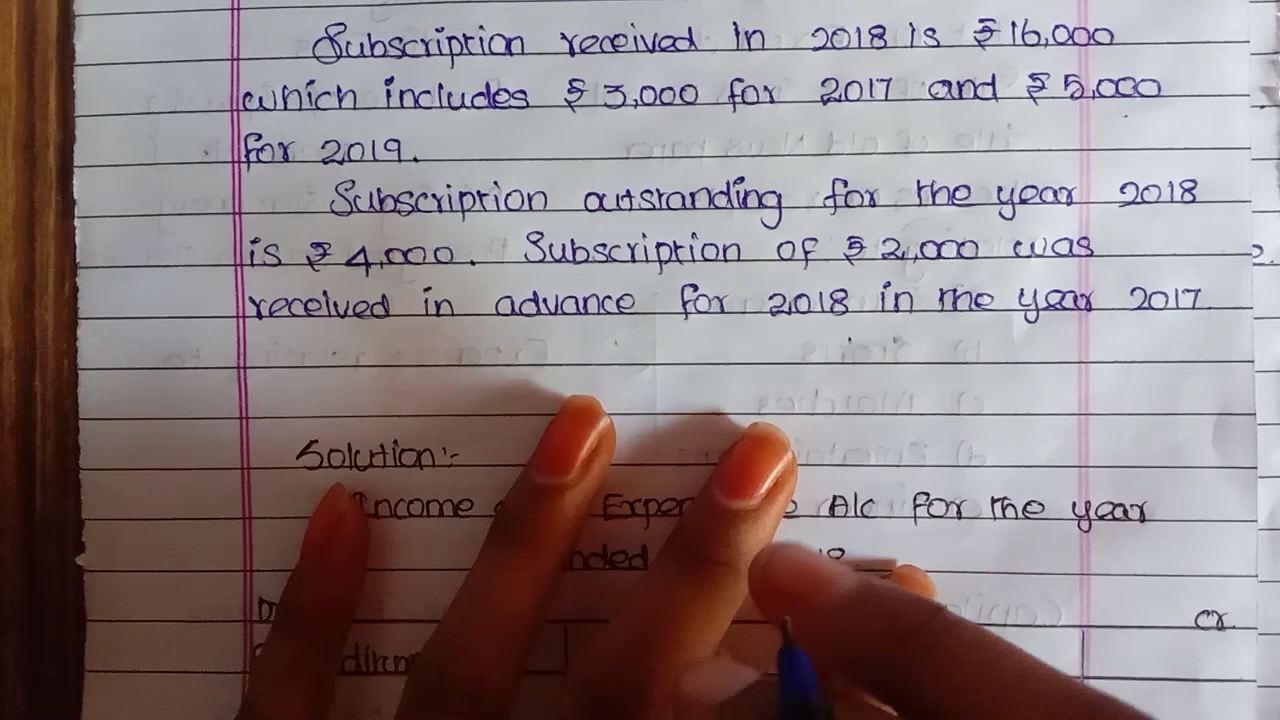 Subscription received In 2018 is ₹16,000
which includes ₹ 3,000 for 2017 and ₹ 5,000
for 2019.
Subscription outstanding for the year 2018
is ₹ 4,000. Subscription of ₹ 2,000 was
received in advance for 2018 in the year 2017
2.
Solution:-
Income A/c for the year
cr